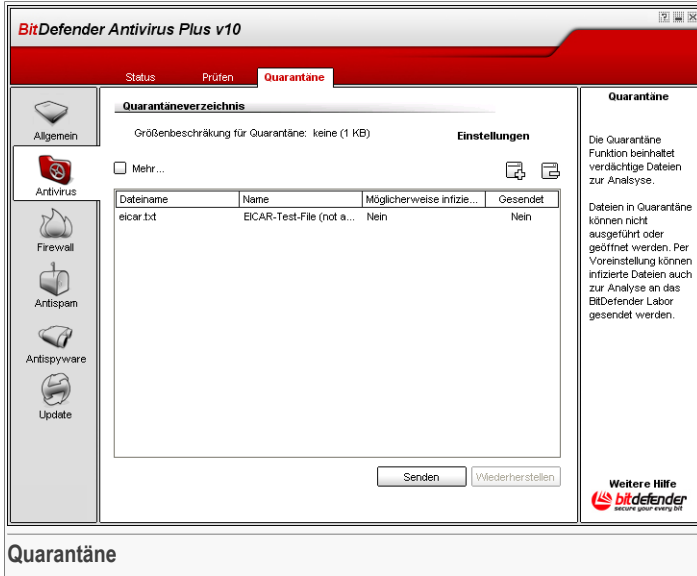 BitDefender Antivirus Plus v10
Status Prüfen Quarantäne
Allgemein
Antivirus
Firewall
Antispam
Antispyware
Update
Quarantäneverzeichnis
Größenbeschräkung für Quarantäne: keine (1 KB) Einstellungen
Mehr...
Dateiname Name Möglicherweise infizie... Gesendet
eicar.txt EICAR-Test-File (not a... Nein Nein
Senden Wiederherstellen
Quarantäne
Die Quarantäne
Funktion beinhaltet
verdächtige Dateien
zur Analsyse.
Dateien in Quarantäne
können nicht
ausgeführt oder
geöffnet werden. Per
Voreinstellung können
infizierte Dateien auch
zur Analyse an das
BitDefender Labor
gesendet werden.
Weitere Hilfe
bitdefender
secure your every bit
Quarantäne